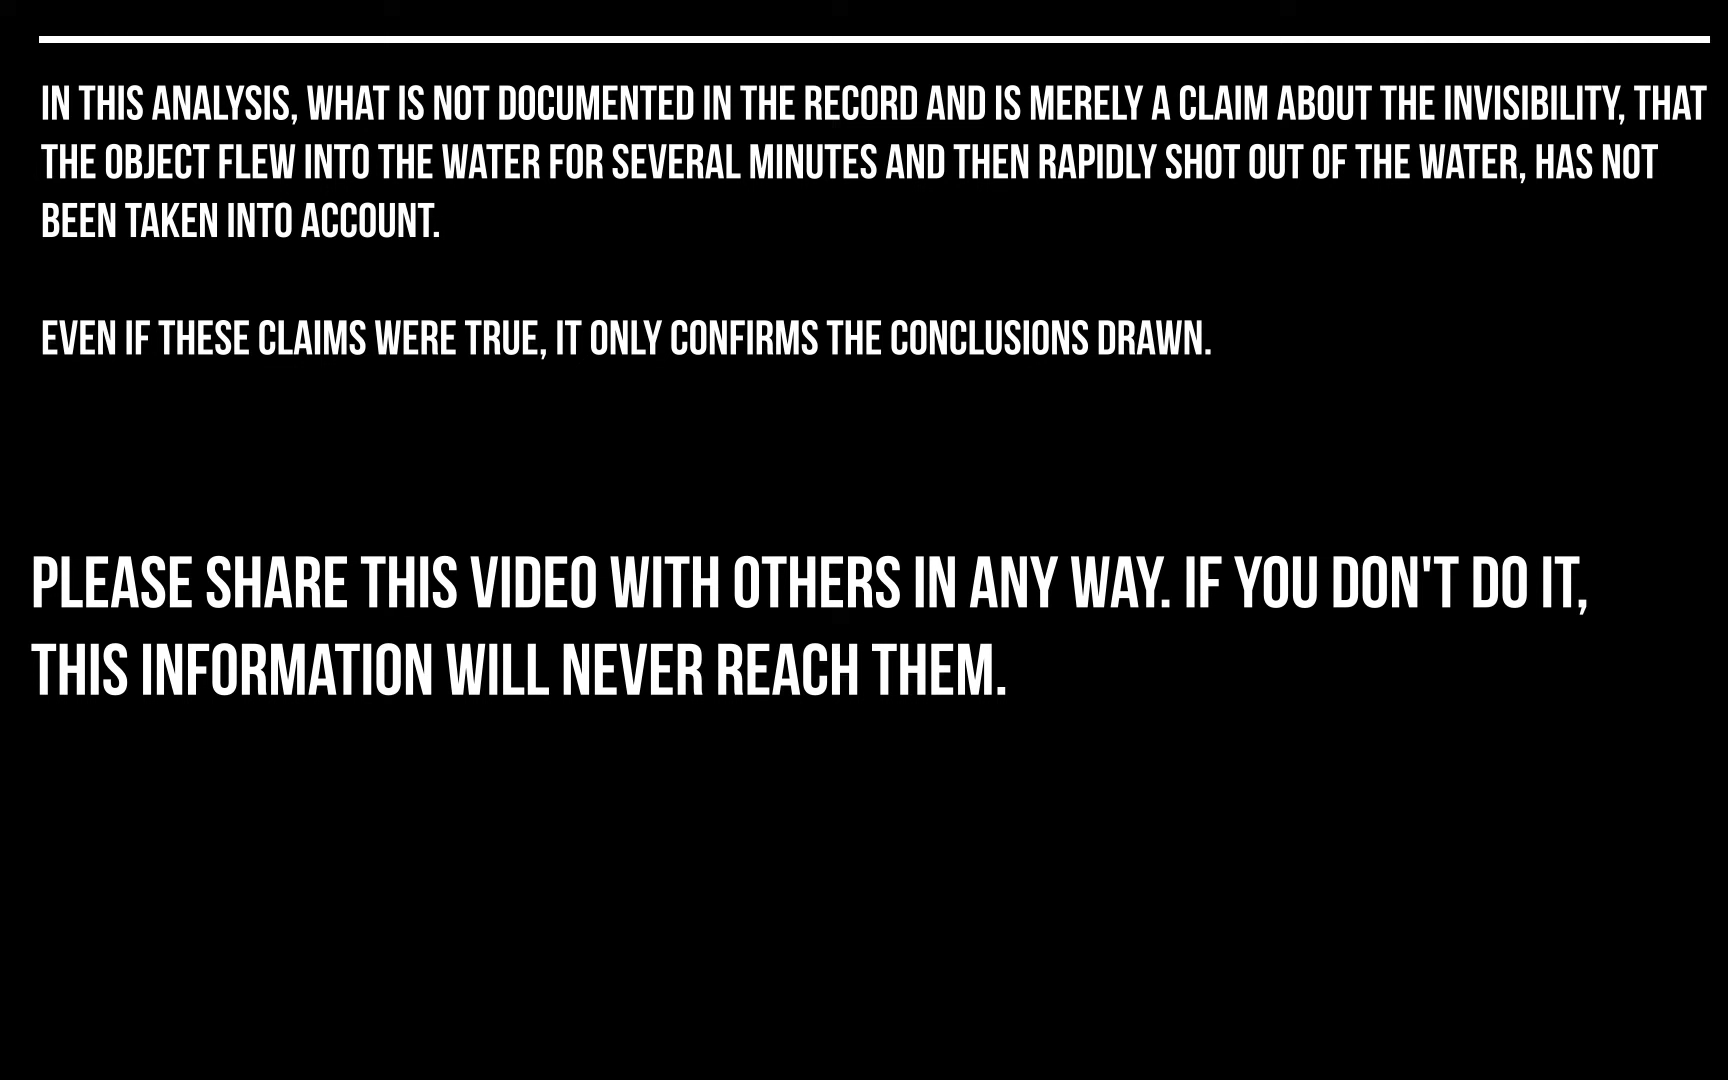 IN THIS ANALYSIS, WHAT IS NOT DOCUMENTED IN THE RECORD AND IS MERELY A CLAIM ABOUT THE INVISIBILITY, THAT
THE OBJECT FLEW INTO THE WATER FOR SEVERAL MINUTES AND THEN RAPIDLY SHOT OUT OF THE WATER, HAS NOT
BEEN TAKEN INTO ACCOUNT.
EVEN IF THESE CLAIMS WERE TRUE, IT ONLY CONFIRMS THE CONCLUSIONS DRAWN.
PLEASE SHARE THIS VIDEO WITH OTHERS IN ANY WAY. IF YOU DON'T DO IT,
THIS INFORMATION WILL NEVER REACH THEM.